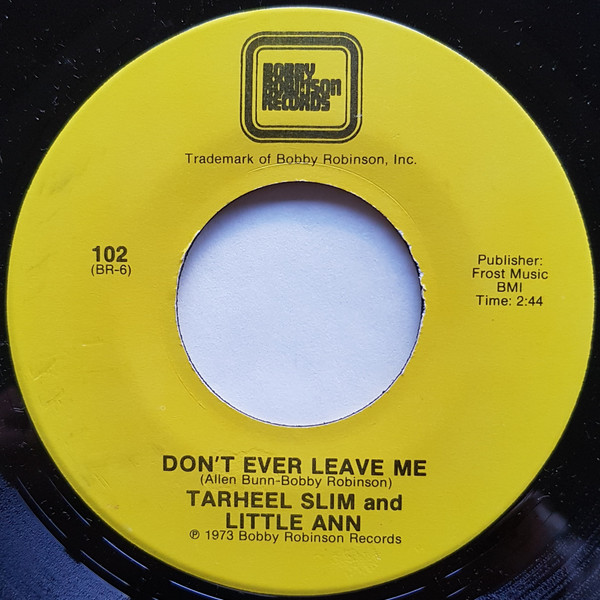 BOBBY
ROBINSON
RECORDS
Trademark of Bobby Robinson, Inc.
102
(BR-6)
Publisher:
Frost Music
BMI
Time: 2:44
DON'T EVER LEAVE ME
(Allen Bunn-Bobby Robinson)
TARHEEL SLIM and
LITTLE ANN
℗ 1973 Bobby Robinson Records